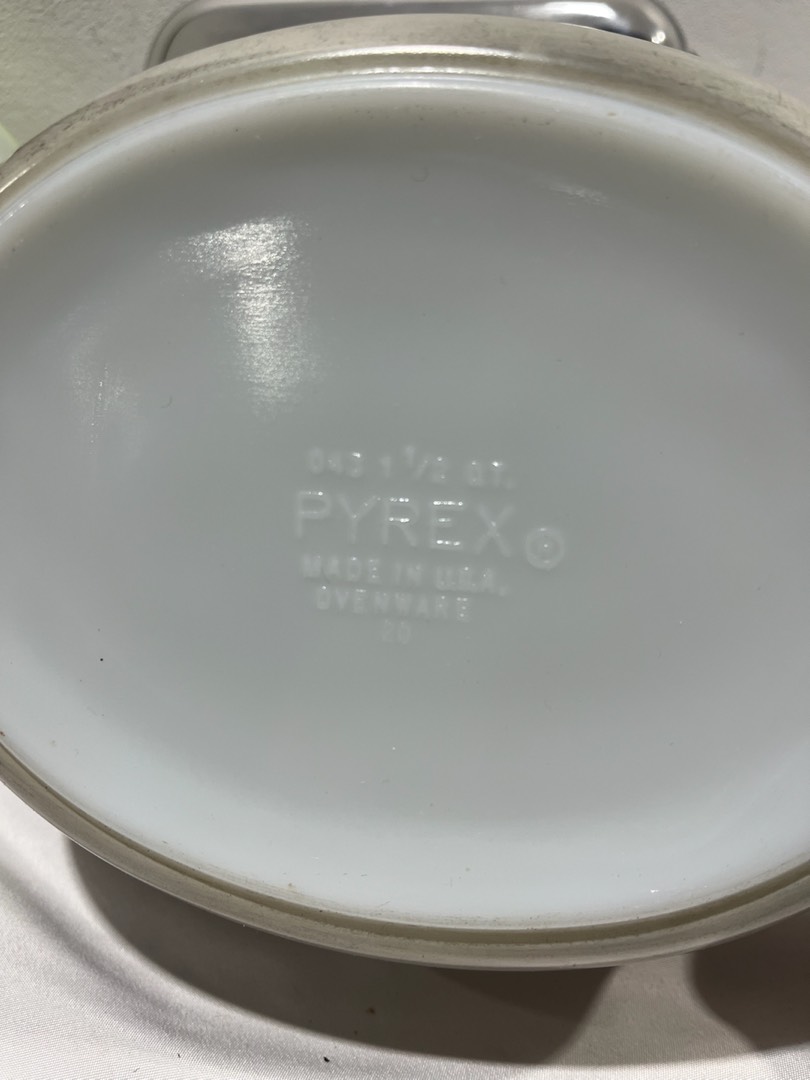 043 1 1/2 QT.
PYREX ©
MADE IN U.S.A.
OVENWARE
20